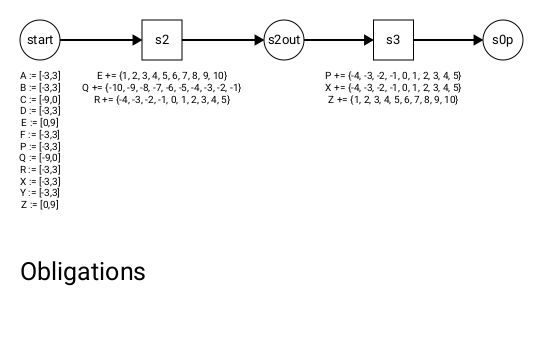 start s2 s2out s3 s0p
A := [-3,3]
B := [-3,3]
C := [-9,0]
D := [-3,3]
E := [0,9]
F := [-3,3]
P := [-3,3]
Q := [-9,0]
R := [-3,3]
X := [-3,3]
Y := [-3,3]
Z := [0,9]
E += {1, 2, 3, 4, 5, 6, 7, 8, 9, 10}
Q += {-10, -9, -8, -7, -6, -5, -4, -3, -2, -1}
R += {-4, -3, -2, -1, 0, 1, 2, 3, 4, 5}
P += {-4, -3, -2, -1, 0, 1, 2, 3, 4, 5}
X += {-4, -3, -2, -1, 0, 1, 2, 3, 4, 5}
Z += {1, 2, 3, 4, 5, 6, 7, 8, 9, 10}
Obligations